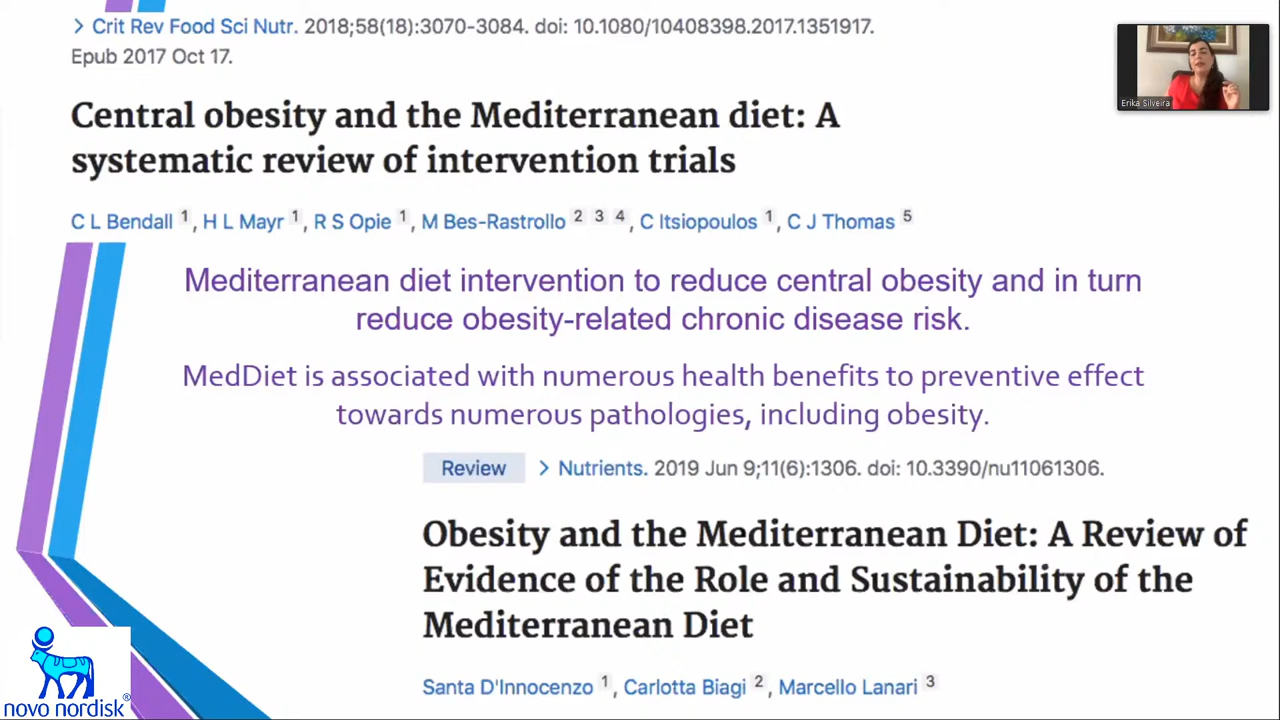 > Crit Rev Food Sci Nutr. 2018;58(18):3070-3084. doi: 10.1080/10408398.2017.1351917.
Epub 2017 Oct 17.
Central obesity and the Mediterranean diet: A
systematic review of intervention trials
C L Bendall 1, H L Mayr 1, R S Opie 1, M Bes-Rastrollo 2 3 4, C Itsiopoulos 1, C J Thomas 5
Erika Silveira
Mediterranean diet intervention to reduce central obesity and in turn
reduce obesity-related chronic disease risk.
MedDiet is associated with numerous health benefits to preventive effect
towards numerous pathologies, including obesity.
Review > Nutrients. 2019 Jun 9;11(6):1306. doi: 10.3390/nu11061306.
Obesity and the Mediterranean Diet: A Review of
Evidence of the Role and Sustainability of the
Mediterranean Diet
Santa D'Innocenzo 1, Carlotta Biagi 2, Marcello Lanari 3
novo nordisk®